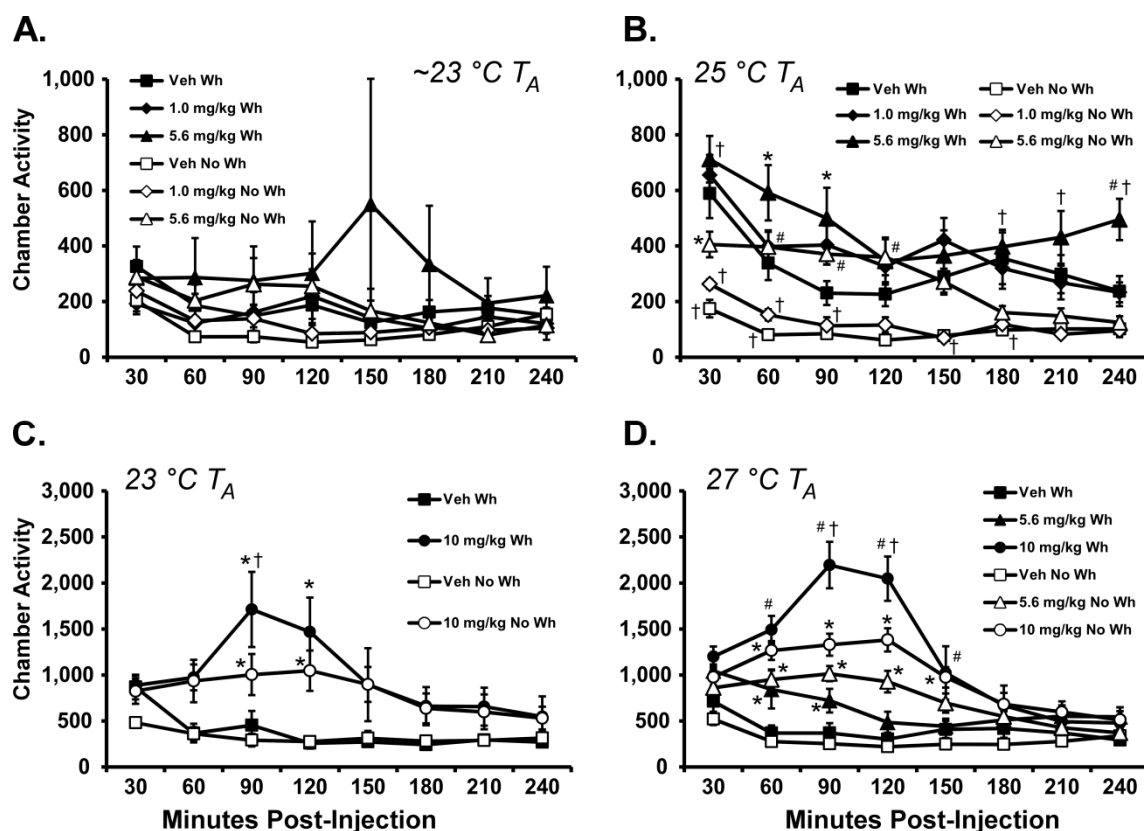 A.
~23 °C TA
1,000
800
600
400
200
0
Chamber Activity
Veh Wh
1.0 mg/kg Wh
5.6 mg/kg Wh
Veh No Wh
1.0 mg/kg No Wh
5.6 mg/kg No Wh
30 60 90 120 150 180 210 240
B.
25 °C TA
1,000
800
600
400
200
0
Veh Wh
Veh No Wh
1.0 mg/kg Wh
1.0 mg/kg No Wh
5.6 mg/kg Wh
5.6 mg/kg No Wh
† * * † † # †
* # # #
† † †
† † † †
30 60 90 120 150 180 210 240
C.
23 °C TA
3,000
2,500
2,000
1,500
1,000
500
0
Chamber Activity
Veh Wh
10 mg/kg Wh
Veh No Wh
10 mg/kg No Wh
* † *
* *
30 60 90 120 150 180 210 240
Minutes Post-Injection
D.
27 °C TA
3,000
2,500
2,000
1,500
1,000
500
0
Veh Wh
5.6 mg/kg Wh
10 mg/kg Wh
Veh No Wh
5.6 mg/kg No Wh
10 mg/kg No Wh
# † # †
#
* * *
#
* * * *
* *
30 60 90 120 150 180 210 240
Minutes Post-Injection